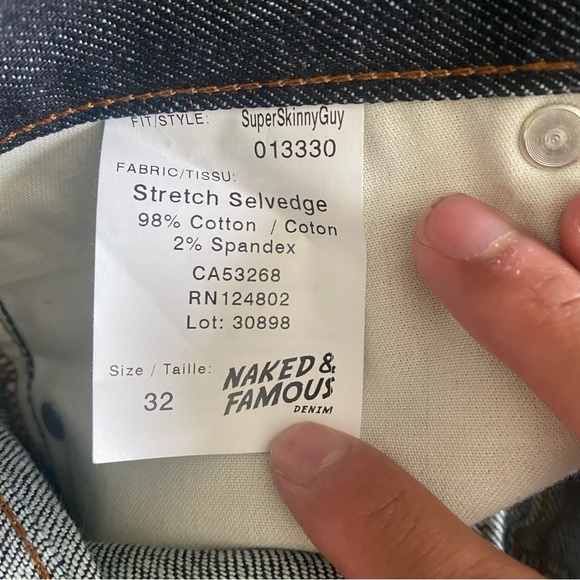 FIT/STYLE: SuperSkinnyGuy
013330
FABRIC/TISSU:
Stretch Selvedge
98% Cotton / Coton
2% Spandex
CA53268
RN124802
Lot: 30898
Size / Taille:
32
NAKED &
FAMOUS
DENIM